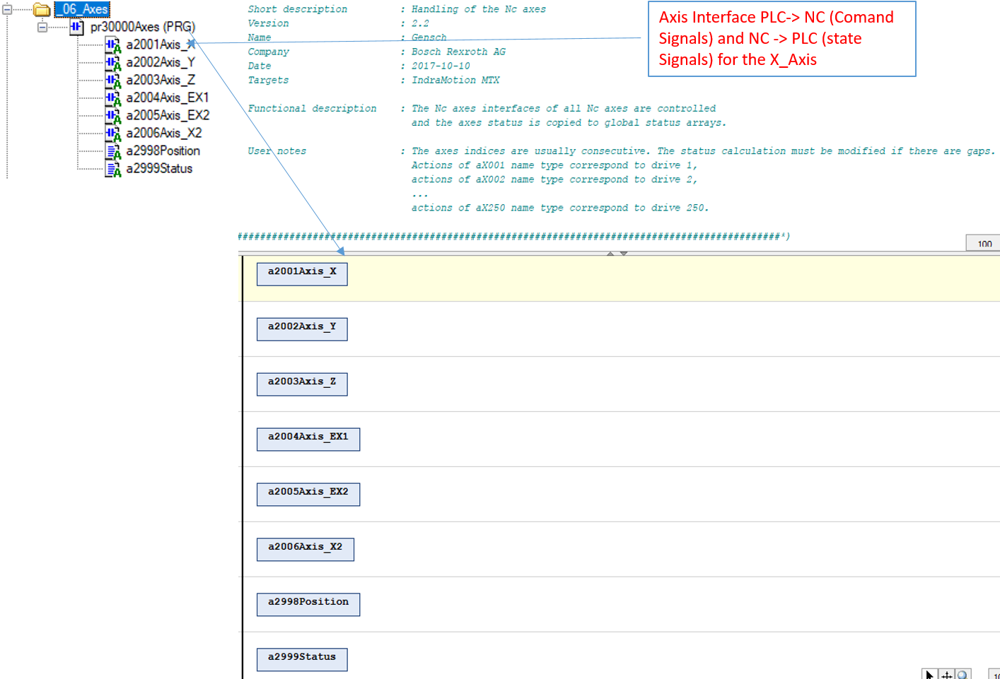 _06_Axes
pr30000Axes (PRG)
a2001Axis_X
a2002Axis_Y
a2003Axis_Z
a2004Axis_EX1
a2005Axis_EX2
a2006Axis_X2
a2998Position
a2999Status
Short description : Handling of the Nc axes
Version : 2.2
Name : Gensch
Company : Bosch Rexroth AG
Date : 2017-10-10
Targets : IndraMotion MTX
Functional description : The Nc axes interfaces of all Nc axes are controlled
and the axes status is copied to global status arrays.
User notes : The axes indices are usually consecutive. The status calculation must be modified if there are gaps.
Actions of aX001 name type correspond to drive 1,
actions of aX002 name type correspond to drive 2,
...
actions of aX250 name type correspond to drive 250.
############################################################################################*)
Axis Interface PLC-> NC (Comand
Signals) and NC -> PLC (state
Signals) for the X_Axis
100
a2001Axis_X
a2002Axis_Y
a2003Axis_Z
a2004Axis_EX1
a2005Axis_EX2
a2006Axis_X2
a2998Position
a2999Status